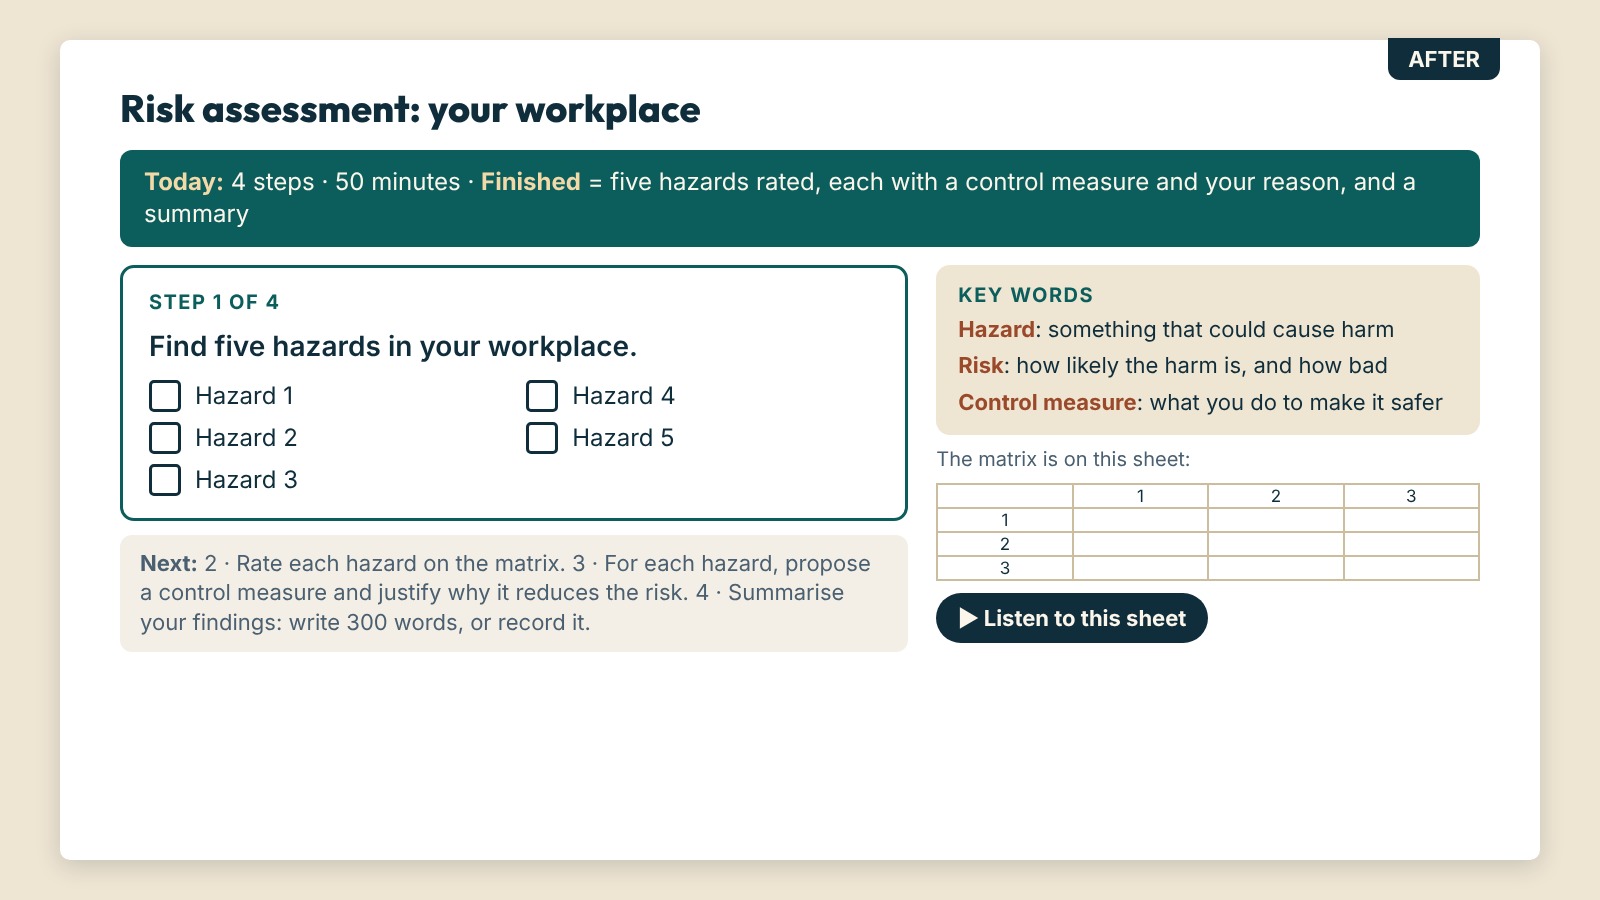 AFTER
Risk assessment: your workplace
Today: 4 steps · 50 minutes · Finished = five hazards rated, each with a control measure and your reason, and a
summary
STEP 1 OF 4
Find five hazards in your workplace.
Hazard 1
Hazard 2
Hazard 3
Hazard 4
Hazard 5
Next: 2 · Rate each hazard on the matrix. 3 · For each hazard, propose
a control measure and justify why it reduces the risk. 4 · Summarise
your findings: write 300 words, or record it.
KEY WORDS
Hazard: something that could cause harm
Risk: how likely the harm is, and how bad
Control measure: what you do to make it safer
The matrix is on this sheet:
1 2 3
1
2
3
▶ Listen to this sheet